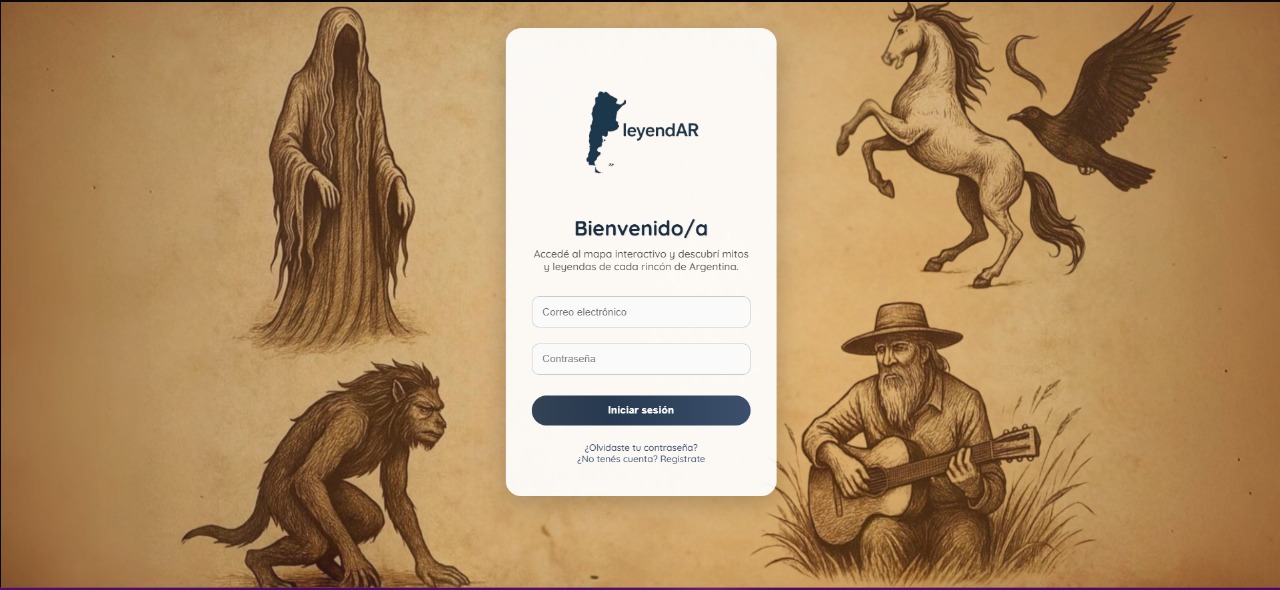 leyendAR
Bienvenido/a
Accedé al mapa interactivo y descubrí mitos
y leyendas de cada rincón de Argentina.
Correo electrónico
Contraseña
Iniciar sesión
¿Olvidaste tu contraseña?
¿No tenés cuenta? Registrate